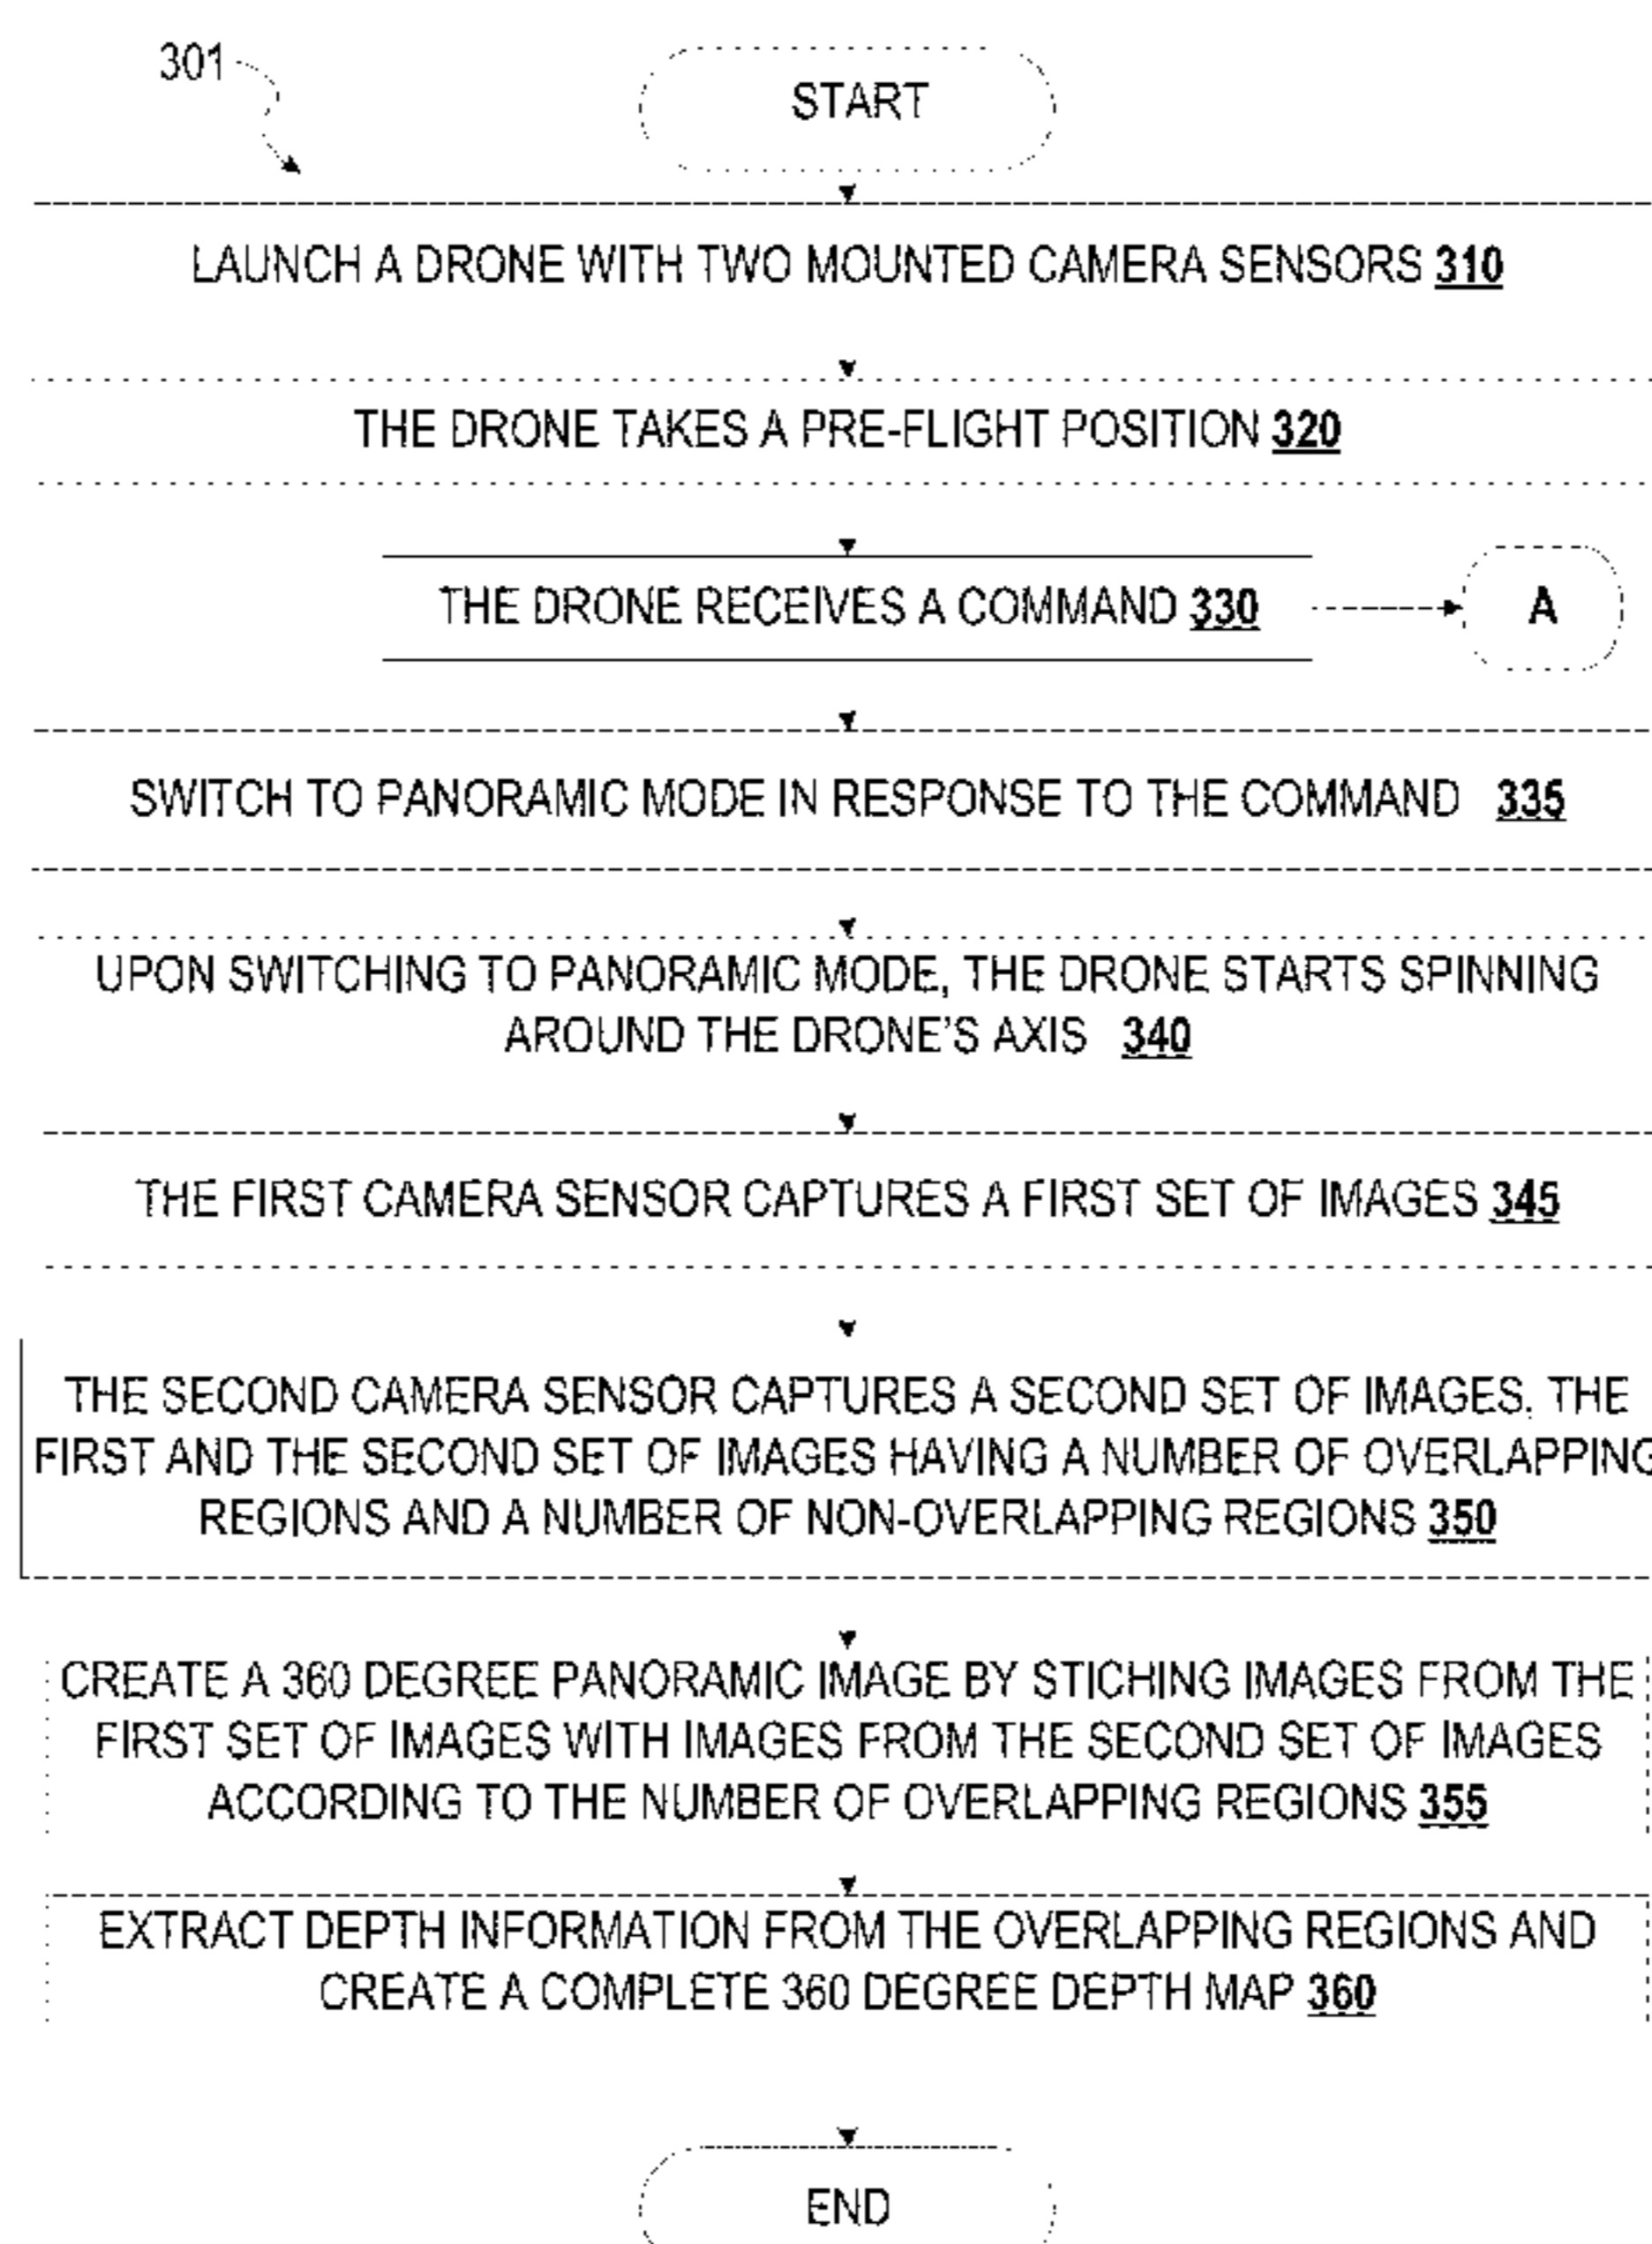 301
START
LAUNCH A DRONE WITH TWO MOUNTED CAMERA SENSORS 310
THE DRONE TAKES A PRE-FLIGHT POSITION 320
THE DRONE RECEIVES A COMMAND 330
A
SWITCH TO PANORAMIC MODE IN RESPONSE TO THE COMMAND 335
UPON SWITCHING TO PANORAMIC MODE, THE DRONE STARTS SPINNING
AROUND THE DRONE'S AXIS 340
THE FIRST CAMERA SENSOR CAPTURES A FIRST SET OF IMAGES 345
THE SECOND CAMERA SENSOR CAPTURES A SECOND SET OF IMAGES. THE
FIRST AND THE SECOND SET OF IMAGES HAVING A NUMBER OF OVERLAPPING
REGIONS AND A NUMBER OF NON-OVERLAPPING REGIONS 350
CREATE A 360 DEGREE PANORAMIC IMAGE BY STICHING IMAGES FROM THE
FIRST SET OF IMAGES WITH IMAGES FROM THE SECOND SET OF IMAGES
ACCORDING TO THE NUMBER OF OVERLAPPING REGIONS 355
EXTRACT DEPTH INFORMATION FROM THE OVERLAPPING REGIONS AND
CREATE A COMPLETE 360 DEGREE DEPTH MAP 360
END